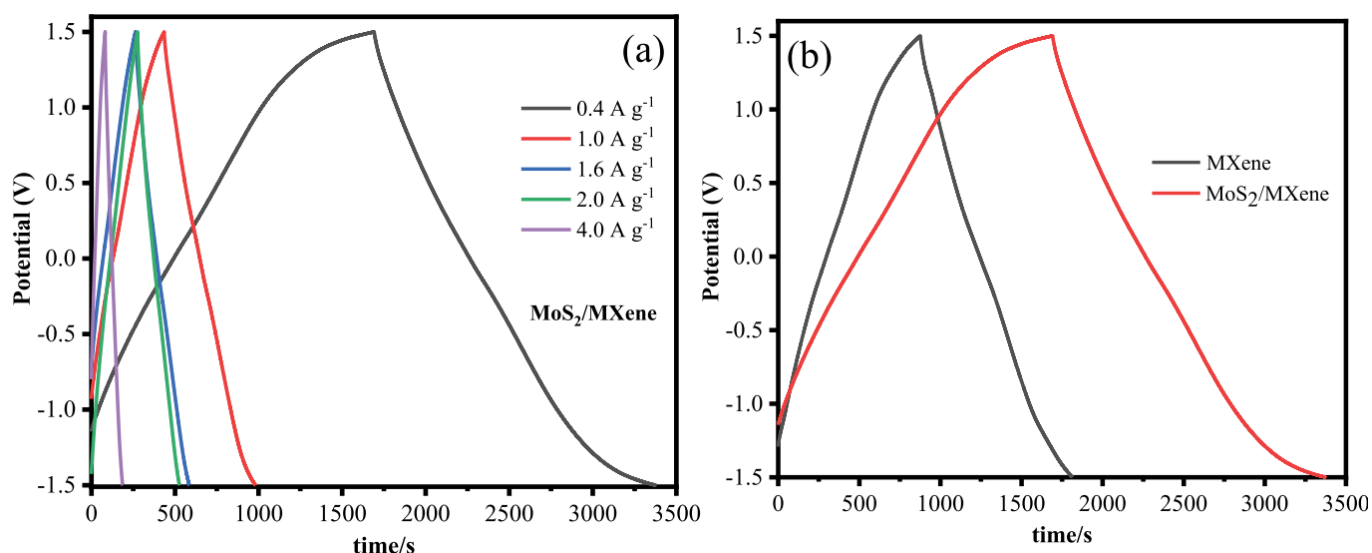 (a)
1.5
1.0
0.5
0.0
-0.5
-1.0
-1.5
Potential (V)
0.4 A g⁻¹
1.0 A g⁻¹
1.6 A g⁻¹
2.0 A g⁻¹
4.0 A g⁻¹
MoS₂/MXene
0 500 1000 1500 2000 2500 3000 3500
time/s
(b)
1.5
1.0
0.5
0.0
-0.5
-1.0
-1.5
Potential (V)
MXene
MoS₂/MXene
0 500 1000 1500 2000 2500 3000 3500
time/s